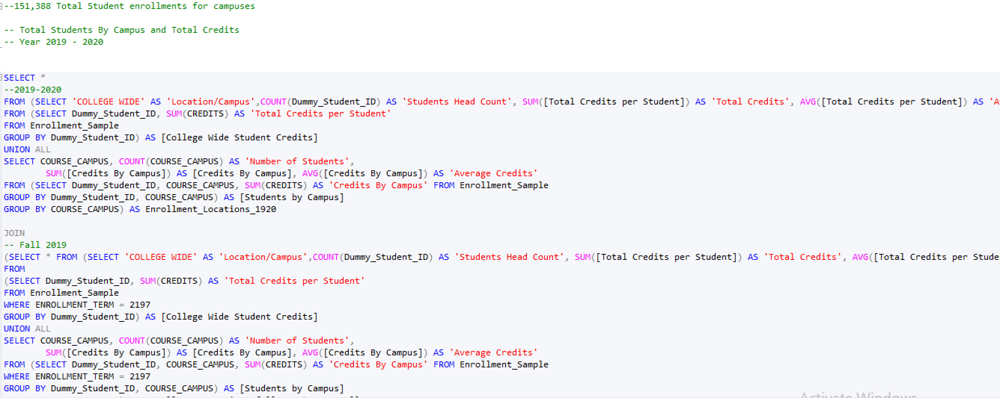 --151,388 Total Student enrollments for campuses
-- Total Students By Campus and Total Credits
-- Year 2019 - 2020
SELECT *
--2019-2020
FROM (SELECT 'COLLEGE WIDE' AS 'Location/Campus',COUNT(Dummy_Student_ID) AS 'Students Head Count', SUM([Total Credits per Student]) AS 'Total Credits', AVG([Total Credits per Student]) AS 'A
FROM (SELECT Dummy_Student_ID, SUM(CREDITS) AS 'Total Credits per Student'
FROM Enrollment_Sample
GROUP BY Dummy_Student_ID) AS [College Wide Student Credits]
UNION ALL
SELECT COURSE_CAMPUS, COUNT(COURSE_CAMPUS) AS 'Number of Students',
SUM([Credits By Campus]) AS [Credits By Campus], AVG([Credits By Campus]) AS 'Average Credits'
FROM (SELECT Dummy_Student_ID, COURSE_CAMPUS, SUM(CREDITS) AS 'Credits By Campus' FROM Enrollment_Sample
GROUP BY Dummy_Student_ID, COURSE_CAMPUS) AS [Students by Campus]
GROUP BY COURSE_CAMPUS) AS Enrollment_Locations_1920
JOIN
-- Fall 2019
(SELECT * FROM (SELECT 'COLLEGE WIDE' AS 'Location/Campus',COUNT(Dummy_Student_ID) AS 'Students Head Count', SUM([Total Credits per Student]) AS 'Total Credits', AVG([Total Credits per Stude
FROM
(SELECT Dummy_Student_ID, SUM(CREDITS) AS 'Total Credits per Student'
FROM Enrollment_Sample
WHERE ENROLLMENT_TERM = 2197
GROUP BY Dummy_Student_ID) AS [College Wide Student Credits]
UNION ALL
SELECT COURSE_CAMPUS, COUNT(COURSE_CAMPUS) AS 'Number of Students',
SUM([Credits By Campus]) AS [Credits By Campus], AVG([Credits By Campus]) AS 'Average Credits'
FROM (SELECT Dummy_Student_ID, COURSE_CAMPUS, SUM(CREDITS) AS 'Credits By Campus' FROM Enrollment_Sample
WHERE ENROLLMENT_TERM = 2197
GROUP BY Dummy_Student_ID, COURSE_CAMPUS) AS [Students by Campus]
Activate Windows